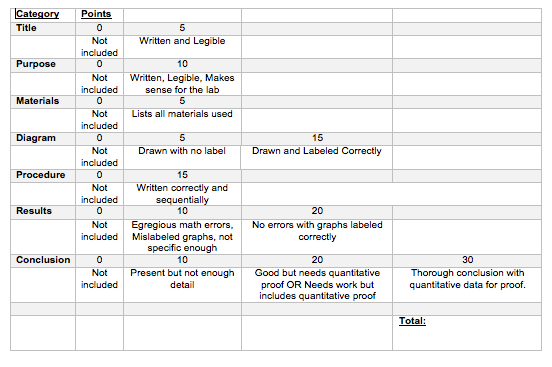 Category Points
Title 0 5
Not included Written and Legible
Purpose 0 10
Not included Written, Legible, Makes sense for the lab
Materials 0 5
Not included Lists all materials used
Diagram 0 5 15
Not included Drawn with no label Drawn and Labeled Correctly
Procedure 0 15
Not included Written correctly and sequentially
Results 0 10 20
Not included Egregious math errors, Mislabeled graphs, not specific enough No errors with graphs labeled correctly
Conclusion 0 10 20 30
Not included Present but not enough detail Good but needs quantitative proof OR Needs work but includes quantitative proof Thorough conclusion with quantitative data for proof.
Total: